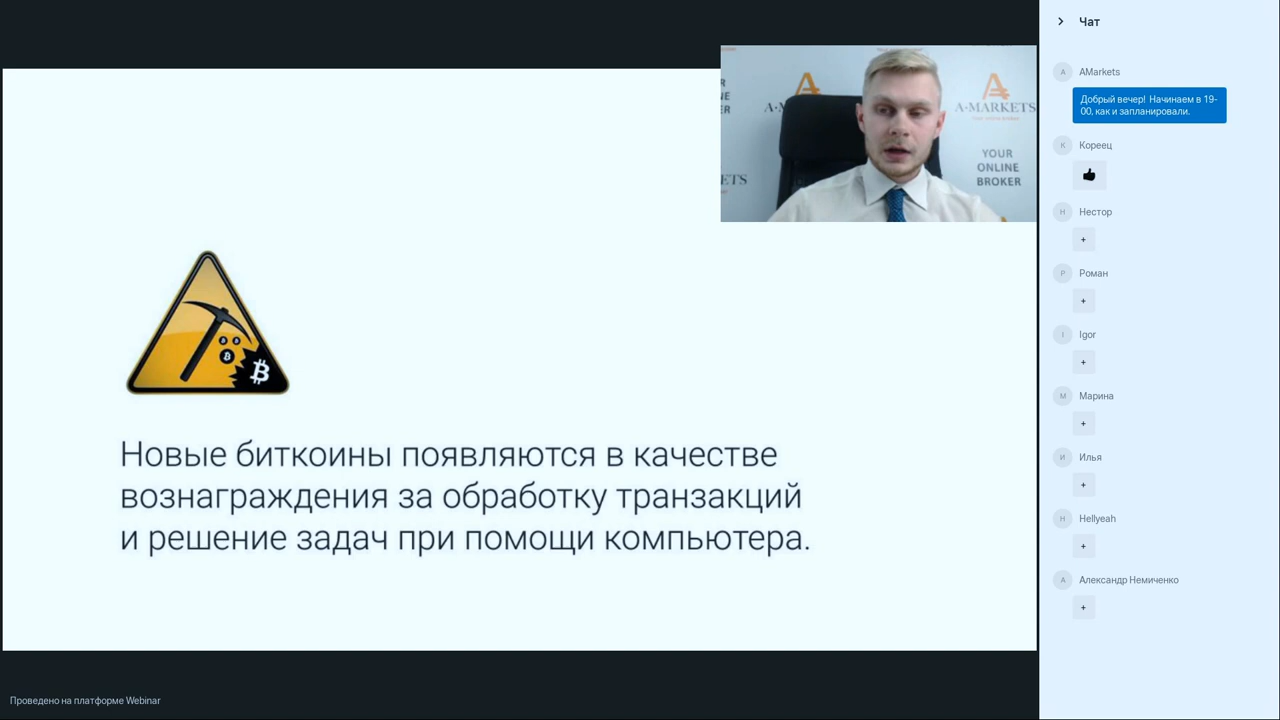 Чат
A
AMarkets
Добрый вечер! Начинаем в 19-
00, как и запланировали.
К
Кореец
Н
Нестор
+
Р
Роман
+
I
Igor
+
М
Марина
+
И
Илья
+
H
Hellyeah
+
А
Александр Немиченко
+
A·MARKETS
YOUR
ONLINE
BROKER
Новые биткоины появляются в качестве
вознаграждения за обработку транзакций
и решение задач при помощи компьютера.
Проведено на платформе Webinar